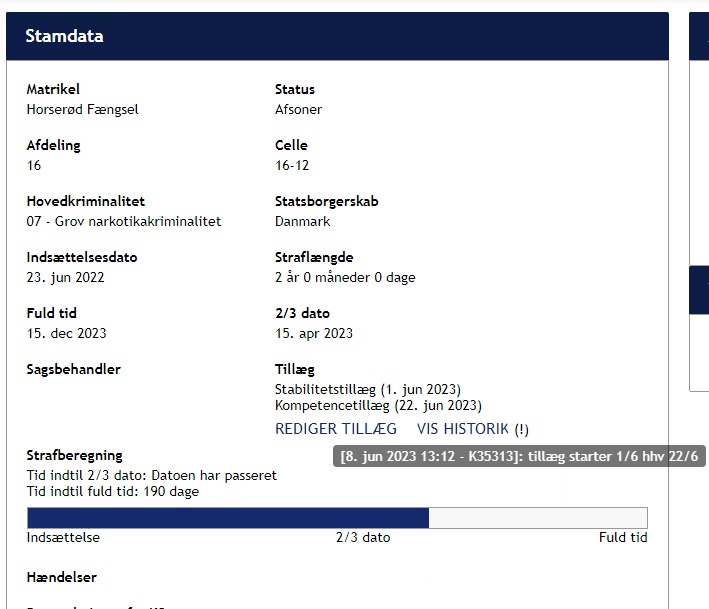 Stamdata
Matrikel
Horserød Fængsel
Status
Afsoner
Afdeling
16
Celle
16-12
Hovedkriminalitet
07 - Grov narkotikakriminalitet
Statsborgerskab
Danmark
Indsættelsesdato
23. jun 2022
Straflængde
2 år 0 måneder 0 dage
Fuld tid
15. dec 2023
2/3 dato
15. apr 2023
Sagsbehandler
Tillæg
Stabilitetstillæg (1. jun 2023)
Kompetencetillæg (22. jun 2023)
REDIGER TILLÆG VIS HISTORIK (!)
[8. jun 2023 13:12 - K35313]: tillæg starter 1/6 hhv 22/6
Strafberegning
Tid indtil 2/3 dato: Datoen har passeret
Tid indtil fuld tid: 190 dage
Indsættelse 2/3 dato Fuld tid
Hændelser